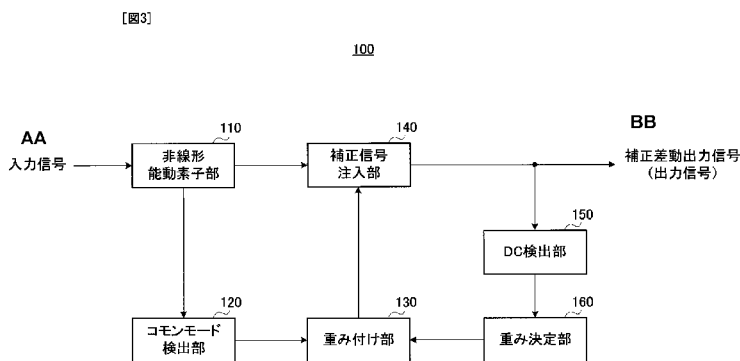 [図3]
100
AA
入力信号
110
非線形
能動素子部
140
補正信号
注入部
BB
補正差動出力信号
(出力信号)
150
DC検出部
120
コモンモード
検出部
130
重み付け部
160
重み決定部